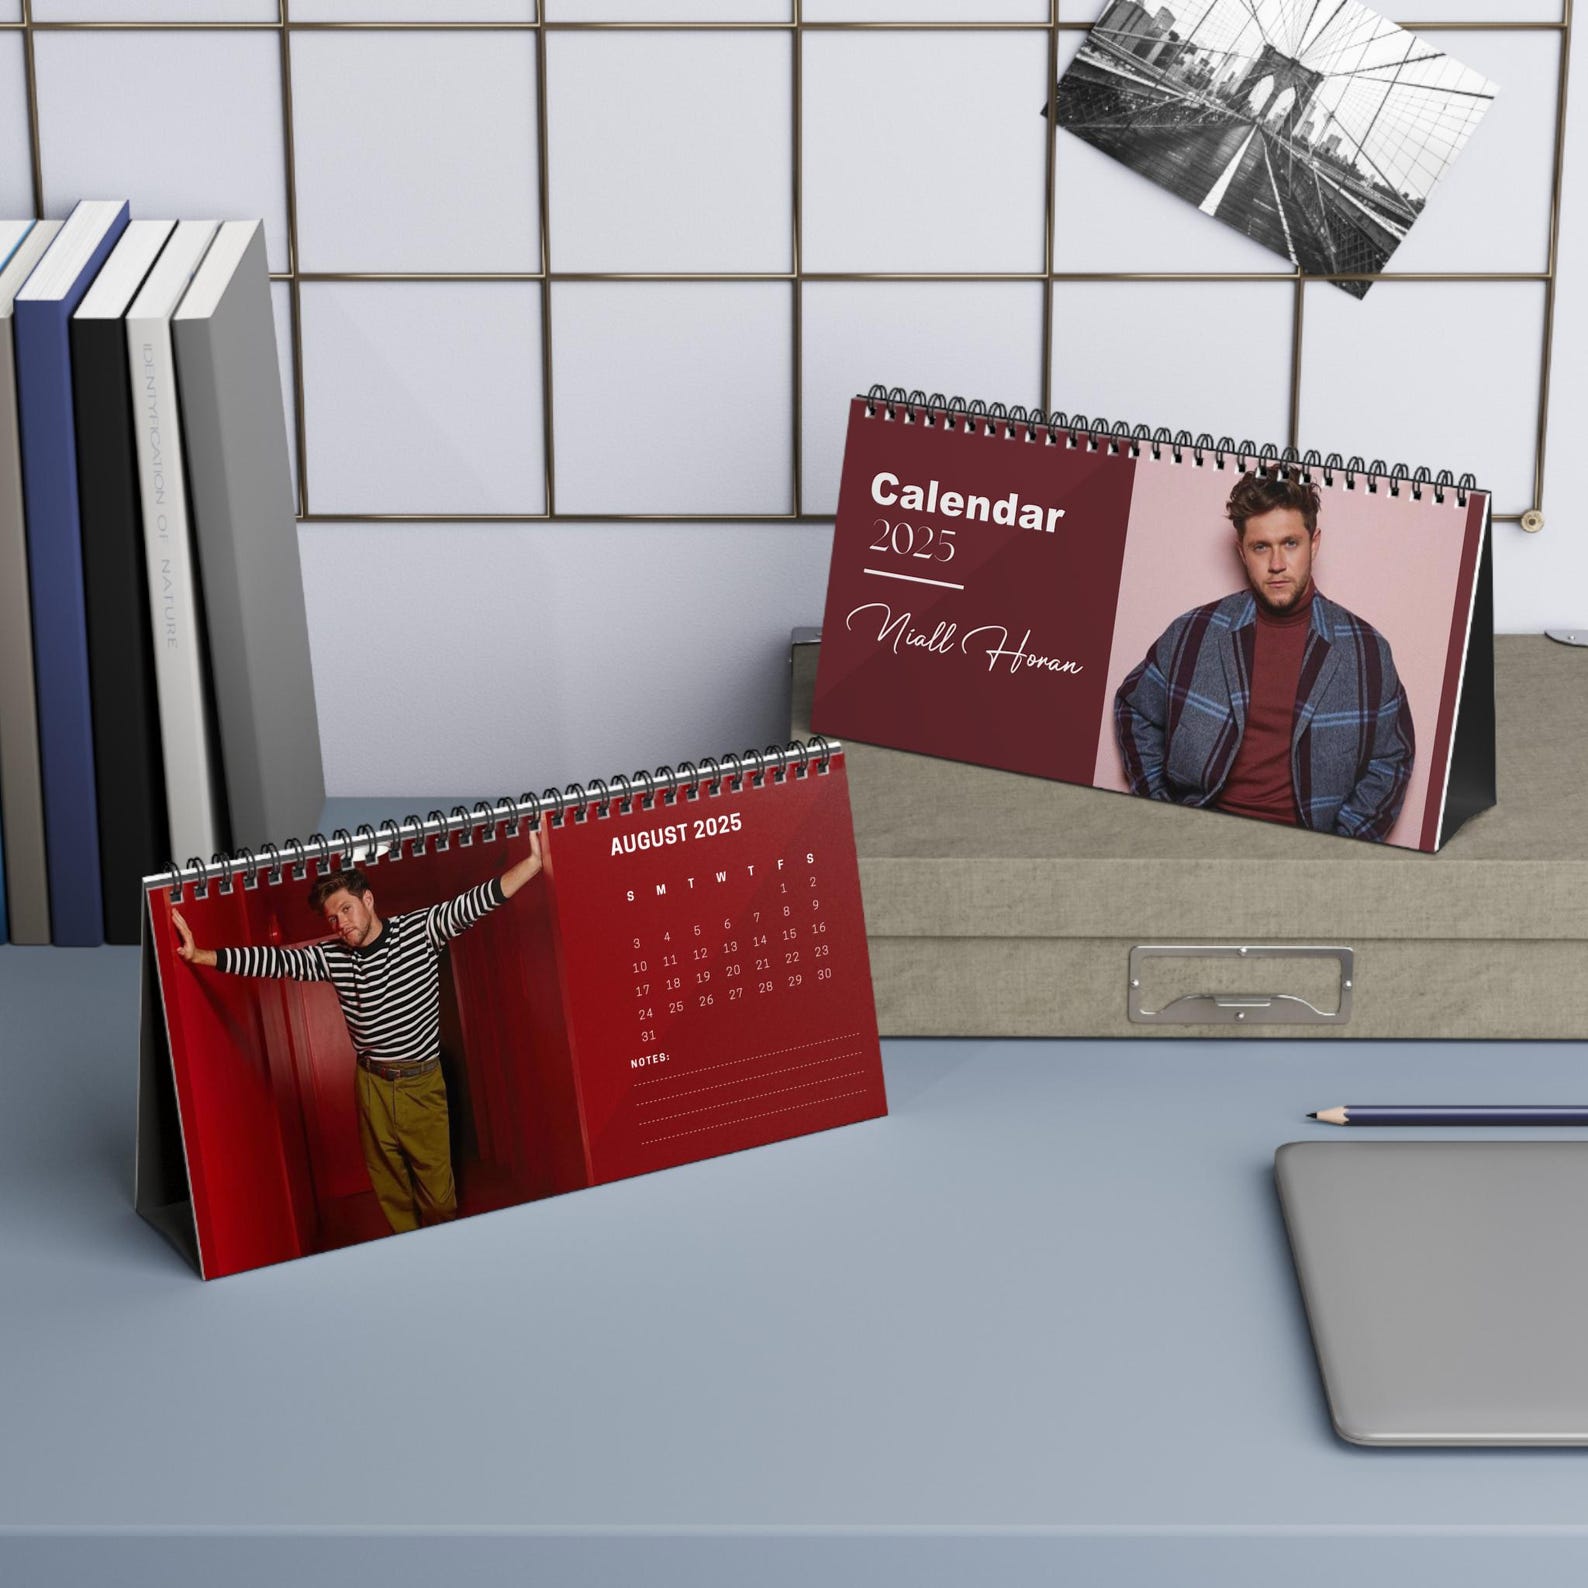 IDENTYFICATION OF NATURE
Calendar
2025
Niall Horan
AUGUST 2025
S M T W T F S
1 2
3 4 5 6 7 8 9
10 11 12 13 14 15 16
17 18 19 20 21 22 23
24 25 26 27 28 29 30
31
NOTES: